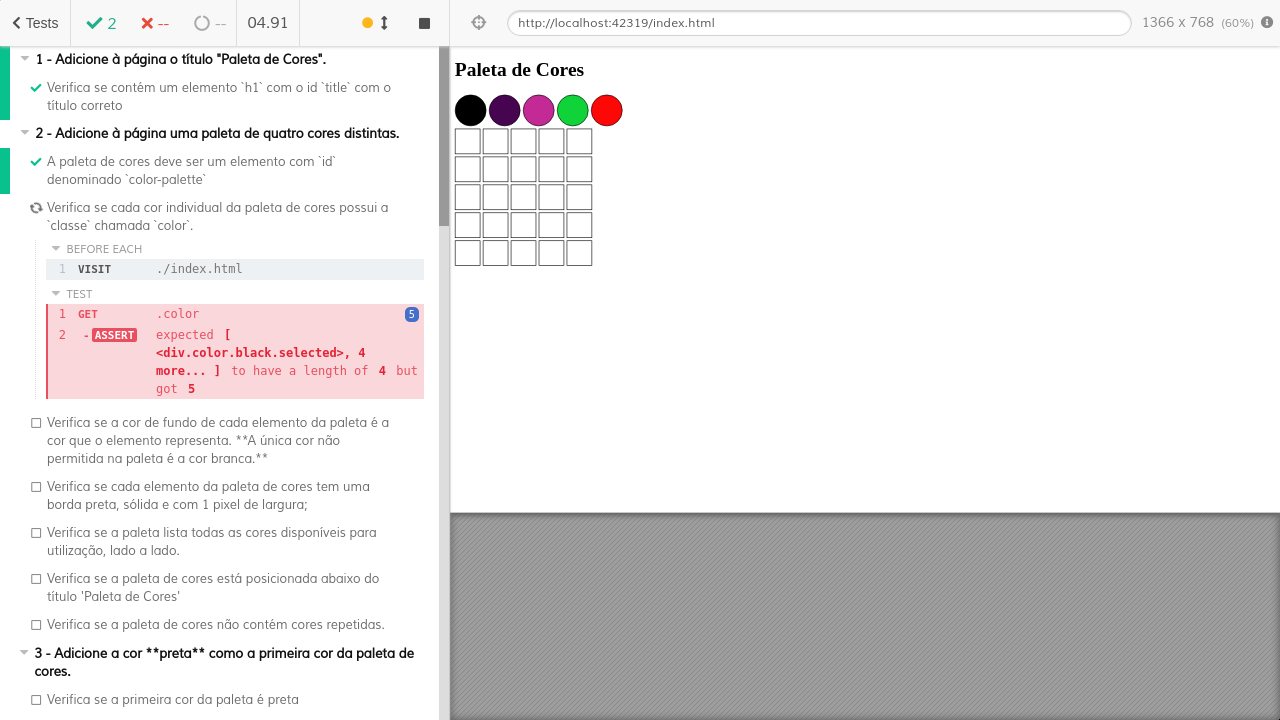 Tests 2 -- -- 04.91
http://localhost:42319/index.html 1366 x 768 (60%)
1 - Adicione à página o título "Paleta de Cores".
Verifica se contém um elemento `h1` com o id `title` com o
título correto
2 - Adicione à página uma paleta de quatro cores distintas.
A paleta de cores deve ser um elemento com `id`
denominado `color-palette`
Verifica se cada cor individual da paleta de cores possui a
`classe` chamada `color`.
BEFORE EACH
1 VISIT ./index.html
TEST
1 GET .color 5
2 -ASSERT expected [
<div.color.black.selected>, 4
more... ] to have a length of 4 but
got 5
Verifica se a cor de fundo de cada elemento da paleta é a
cor que o elemento representa. **A única cor não
permitida na paleta é a cor branca.**
Verifica se cada elemento da paleta de cores tem uma
borda preta, sólida e com 1 pixel de largura;
Verifica se a paleta lista todas as cores disponíveis para
utilização, lado a lado.
Verifica se a paleta de cores está posicionada abaixo do
título 'Paleta de Cores'
Verifica se a paleta de cores não contém cores repetidas.
3 - Adicione a cor **preta** como a primeira cor da paleta de
cores.
Verifica se a primeira cor da paleta é preta
Paleta de Cores